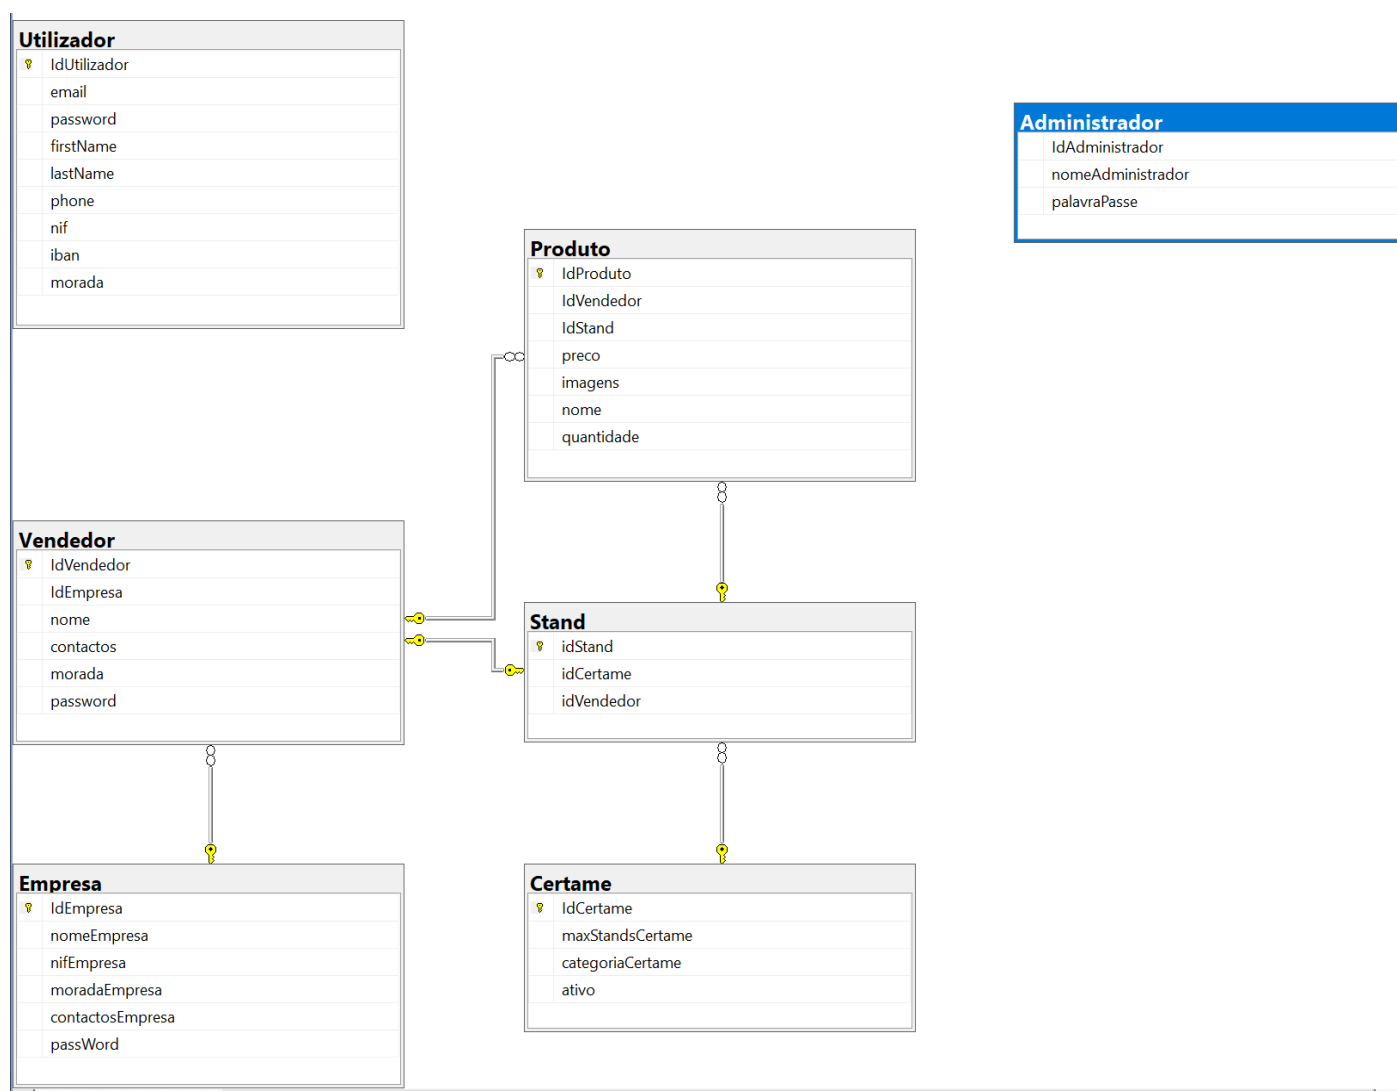 Utilizador
IdUtilizador
email
password
firstName
lastName
phone
nif
iban
morada
Administrador
IdAdministrador
nomeAdministrador
palavraPasse
Produto
IdProduto
IdVendedor
IdStand
preco
imagens
nome
quantidade
Vendedor
IdVendedor
IdEmpresa
nome
contactos
morada
password
Stand
idStand
idCertame
idVendedor
Empresa
IdEmpresa
nomeEmpresa
nifEmpresa
moradaEmpresa
contactosEmpresa
passWord
Certame
IdCertame
maxStandsCertame
categoriaCertame
ativo